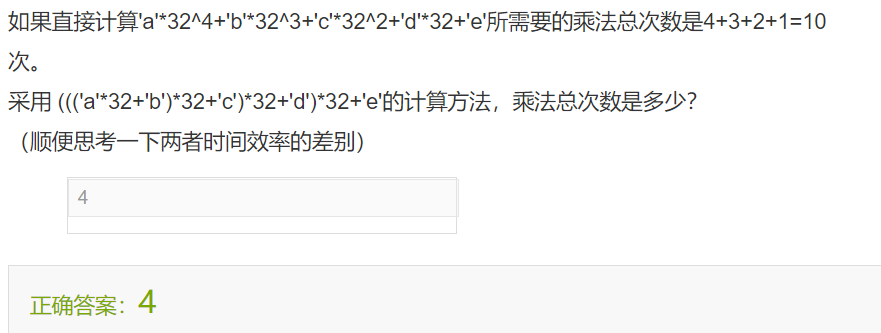 如果直接计算'a'*32^4+'b'*32^3+'c'*32^2+'d'*32+'e'所需要的乘法总次数是4+3+2+1=10
次。
采用 ((('a'*32+'b')*32+'c')*32+'d')*32+'e'的计算方法，乘法总次数是多少？
（顺便思考一下两者时间效率的差别）
4
正确答案：4